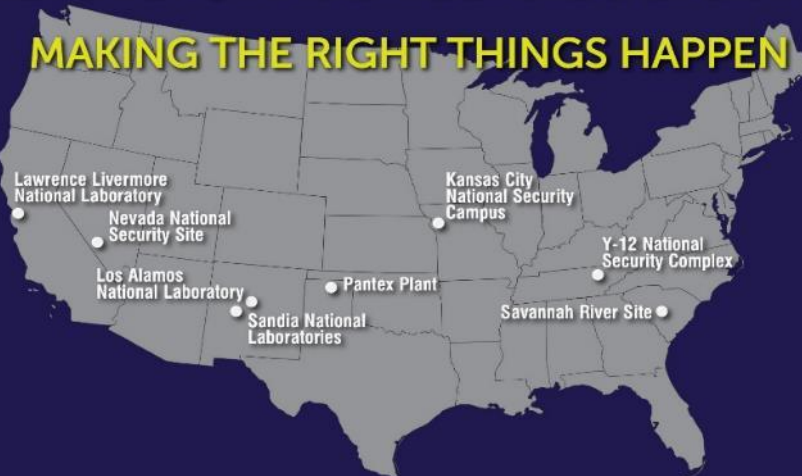 MAKING THE RIGHT THINGS HAPPEN
Lawrence Livermore
National Laboratory
Nevada National
Security Site
Los Alamos
National Laboratory
Sandia National
Laboratories
Pantex Plant
Kansas City
National Security
Campus
Y-12 National
Security Complex
Savannah River Site